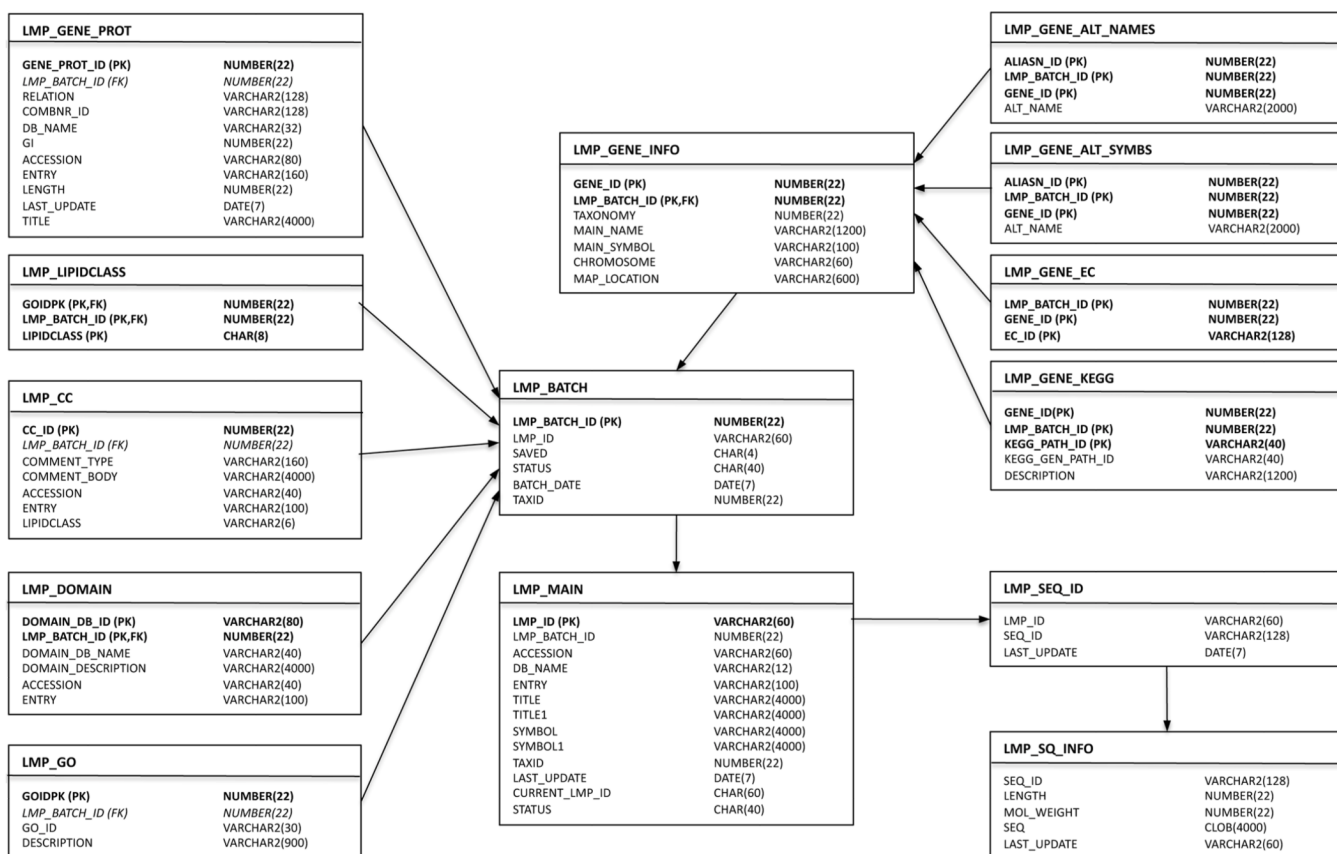 LMP_GENE_PROT
GENE_PROT_ID (PK) NUMBER(22)
LMP_BATCH_ID (FK) NUMBER(22)
RELATION VARCHAR2(128)
COMBNR_ID VARCHAR2(128)
DB_NAME VARCHAR2(32)
GI NUMBER(22)
ACCESSION VARCHAR2(80)
ENTRY VARCHAR2(160)
LENGTH NUMBER(22)
LAST_UPDATE DATE(7)
TITLE VARCHAR2(4000)
LMP_LIPIDCLASS
GOIDPK (PK,FK) NUMBER(22)
LMP_BATCH_ID (PK,FK) NUMBER(22)
LIPIDCLASS (PK) CHAR(8)
LMP_CC
CC_ID (PK) NUMBER(22)
LMP_BATCH_ID (FK) NUMBER(22)
COMMENT_TYPE VARCHAR2(160)
COMMENT_BODY VARCHAR2(4000)
ACCESSION VARCHAR2(40)
ENTRY VARCHAR2(100)
LIPIDCLASS VARCHAR2(6)
LMP_DOMAIN
DOMAIN_DB_ID (PK) VARCHAR2(80)
LMP_BATCH_ID (PK,FK) NUMBER(22)
DOMAIN_DB_NAME VARCHAR2(40)
DOMAIN_DESCRIPTION VARCHAR2(4000)
ACCESSION VARCHAR2(40)
ENTRY VARCHAR2(100)
LMP_GO
GOIDPK (PK) NUMBER(22)
LMP_BATCH_ID (FK) NUMBER(22)
GO_ID VARCHAR2(30)
DESCRIPTION VARCHAR2(900)
LMP_GENE_INFO
GENE_ID (PK) NUMBER(22)
LMP_BATCH_ID (PK,FK) NUMBER(22)
TAXONOMY NUMBER(22)
MAIN_NAME VARCHAR2(1200)
MAIN_SYMBOL VARCHAR2(100)
CHROMOSOME VARCHAR2(60)
MAP_LOCATION VARCHAR2(600)
LMP_BATCH
LMP_BATCH_ID (PK) NUMBER(22)
LMP_ID VARCHAR2(60)
SAVED CHAR(4)
STATUS CHAR(40)
BATCH_DATE DATE(7)
TAXID NUMBER(22)
LMP_MAIN
LMP_ID (PK) VARCHAR2(60)
LMP_BATCH_ID NUMBER(22)
ACCESSION VARCHAR2(60)
DB_NAME VARCHAR2(12)
ENTRY VARCHAR2(100)
TITLE VARCHAR2(4000)
TITLE1 VARCHAR2(4000)
SYMBOL VARCHAR2(4000)
SYMBOL1 VARCHAR2(4000)
TAXID NUMBER(22)
LAST_UPDATE DATE(7)
CURRENT_LMP_ID CHAR(60)
STATUS CHAR(40)
LMP_GENE_ALT_NAMES
ALIASN_ID (PK) NUMBER(22)
LMP_BATCH_ID (PK) NUMBER(22)
GENE_ID (PK) NUMBER(22)
ALT_NAME VARCHAR2(2000)
LMP_GENE_ALT_SYMBS
ALIASN_ID (PK) NUMBER(22)
LMP_BATCH_ID (PK) NUMBER(22)
GENE_ID (PK) NUMBER(22)
ALT_NAME VARCHAR2(2000)
LMP_GENE_EC
LMP_BATCH_ID (PK) NUMBER(22)
GENE_ID (PK) NUMBER(22)
EC_ID (PK) VARCHAR2(128)
LMP_GENE_KEGG
GENE_ID(PK) NUMBER(22)
LMP_BATCH_ID (PK) NUMBER(22)
KEGG_PATH_ID (PK) VARCHAR2(40)
KEGG_GEN_PATH_ID VARCHAR2(40)
DESCRIPTION VARCHAR2(1200)
LMP_SEQ_ID
LMP_ID VARCHAR2(60)
SEQ_ID VARCHAR2(128)
LAST_UPDATE DATE(7)
LMP_SQ_INFO
SEQ_ID VARCHAR2(128)
LENGTH NUMBER(22)
MOL_WEIGHT NUMBER(22)
SEQ CLOB(4000)
LAST_UPDATE VARCHAR2(60)